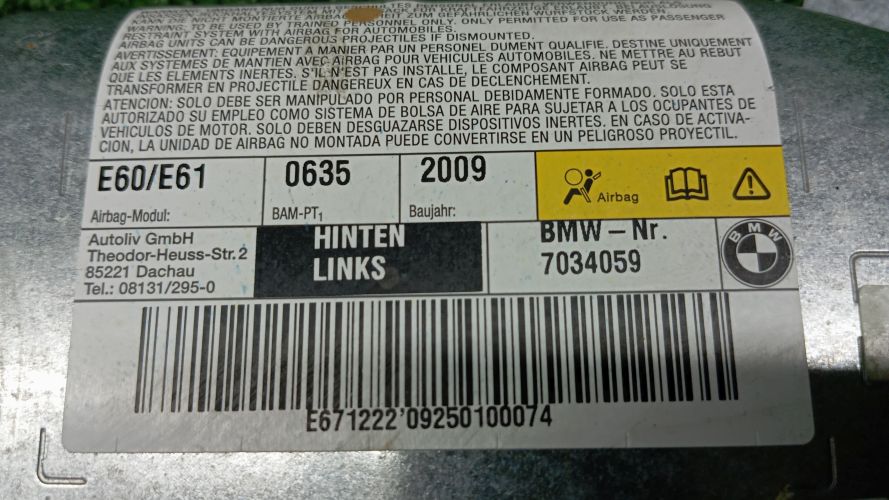 KANN DIE NICHT MONTIERTE AIRBAG-
WARNING: TO BE USED BY TRAINED PERSONNEL ONLY. ONLY PERMITTED FOR USE AS PASSENGER
RESTRAINT SYSTEM WITH AIRBAG FOR AUTOMOBILES.
AIRBAG UNITS CAN BE DANGEROUS PROJECTILES IF DISMOUNTED.
AVERTISSEMENT: EQUIPEMENT A MANIER PAR UN PERSONEL DUMENT QUALIFIE. DESTINE UNIQUEMENT
AUX SYSTEMES DE MANTIEN AVEC AIRBAG POUR VEHICULES AUTOMOBILES. NE METTRE AU REBUT
QUE LES ELEMENTS INERTES. S'IL N'EST PAS INSTALLE, LE COMPOSANT AIRBAG PEUT SE
TRANSFORMER EN PROJECTILE DANGEREUX EN CAS DE DECLENCHEMENT.
ATENCION: SOLO DEBE SER MANIPULADO POR PERSONAL DEBIDAMENTE FORMADO. SOLO ESTA
AUTORIZADO SU EMPLEO COMO SISTEMA DE BOLSA DE AIRE PARA SUJETAR A LOS OCUPANTES DE
VEHICULOS DE MOTOR. SOLO DEBEN DESGUAZARSE DISPOSITIVOS INERTES. EN CASO DE ACTIVA-
CION, LA UNIDAD DE AIRBAG NO MONTADA PUEDE CONVERTIRSE EN UN PELIGROSO PROYECTIL.
E60/E61 0635 2009
Airbag
Airbag-Modul: BAM-PT1 Baujahr:
Autoliv GmbH
Theodor-Heuss-Str.2
85221 Dachau
Tel.: 08131/295-0
HINTEN
LINKS
BMW-Nr.
7034059
BMW
E671222'09250100074